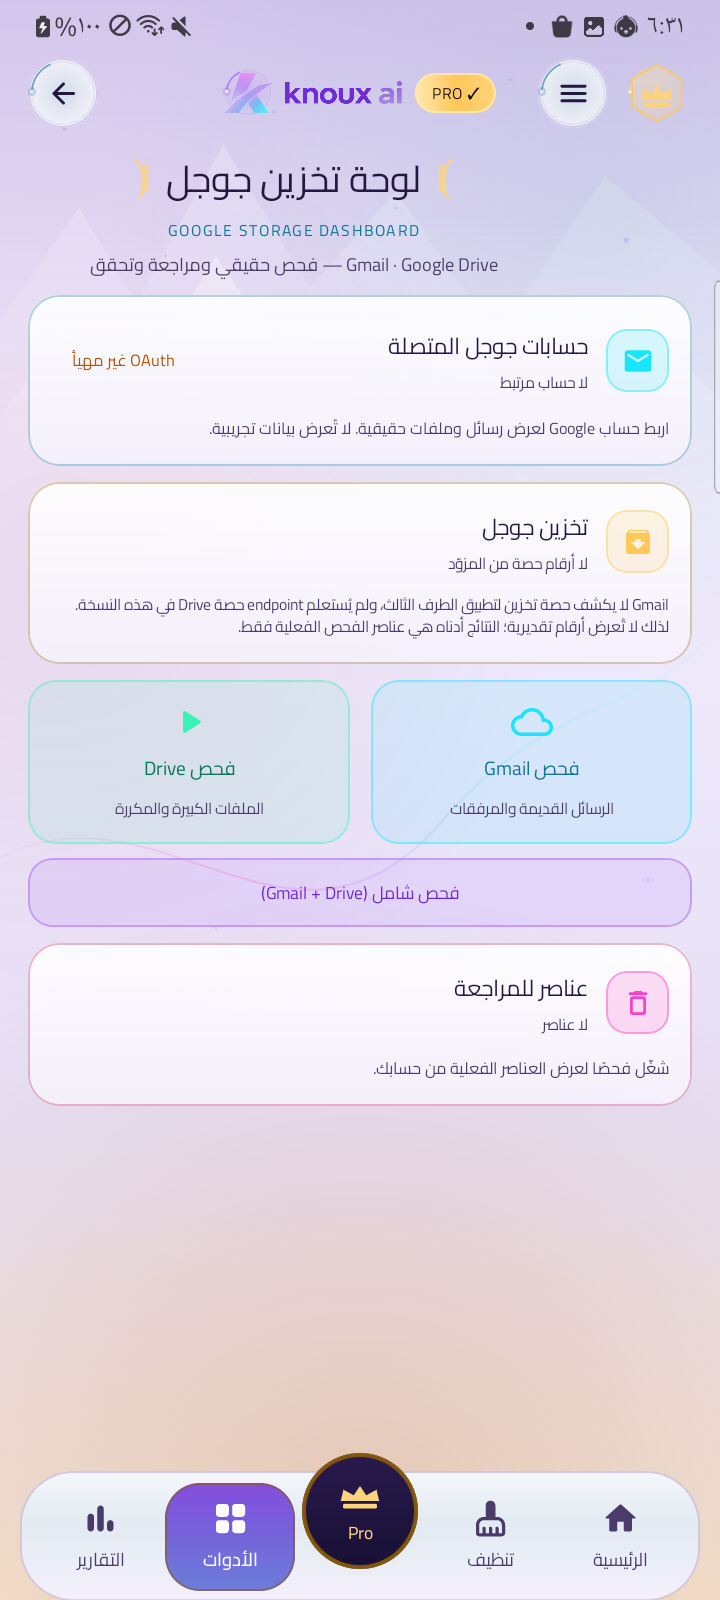 ٦:٣١
%١٠٠
knoux ai
PRO ✓
لوحة تخزين جوجل
GOOGLE STORAGE DASHBOARD
Gmail · Google Drive — فحص حقيقي ومراجعة وتحقق
حسابات جوجل المتصلة
لا حساب مرتبط
OAuth غير مهيأ
اربط حساب Google لعرض رسائل وملفات حقيقية. لا تُعرض بيانات تجريبية.
تخزين جوجل
لا أرقام حصة من المزوّد
Gmail لا يكشف حصة تخزين لتطبيق الطرف الثالث، ولم يُستعلم endpoint حصة Drive في هذه النسخة.
لذلك لا تُعرض أرقام تقديرية؛ النتائج أدناه هي عناصر الفحص الفعلية فقط.
فحص Gmail
الرسائل القديمة والمرفقات
فحص Drive
الملفات الكبيرة والمكررة
فحص شامل (Gmail + Drive)
عناصر للمراجعة
لا عناصر
شغّل فحصًا لعرض العناصر الفعلية من حسابك.
الرئيسية
تنظيف
Pro
الأدوات
التقارير